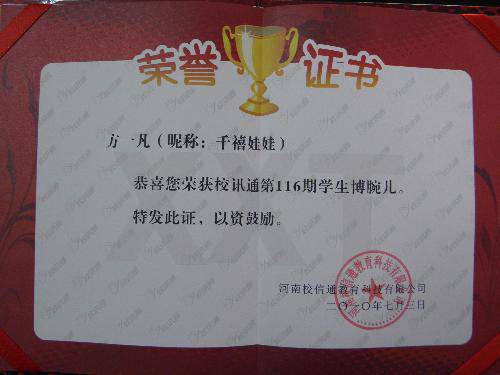 荣誉证书
方一凡（昵称：千禧娃娃）
恭喜您荣获校讯通第116期学生博腕儿。
特发此证，以资鼓励。
XXT
河南校信通教育科技有限公司
二〇一〇年七月三日